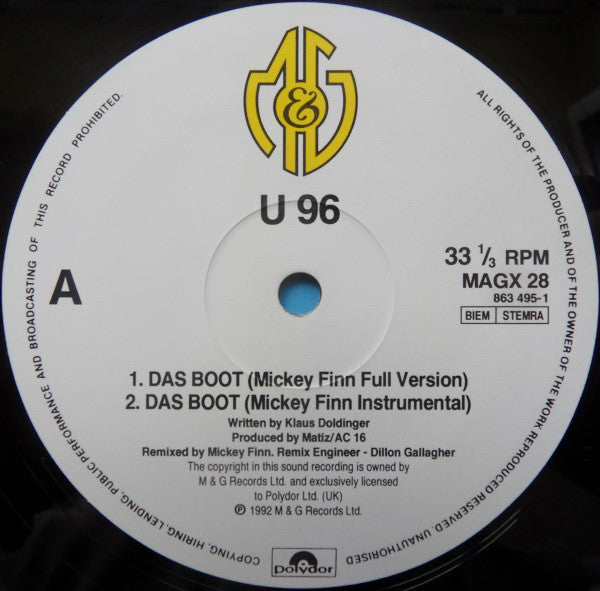 M&G
U 96
A
33 1/3 RPM
MAGX 28
863 495-1
BIEM STEMRA
1. DAS BOOT (Mickey Finn Full Version)
2. DAS BOOT (Mickey Finn Instrumental)
Written by Klaus Doldinger
Produced by Matiz/AC 16
Remixed by Mickey Finn. Remix Engineer - Dillon Gallagher
The copyright in this sound recording is owned by
M & G Records Ltd. and exclusively licensed
to Polydor Ltd. (UK)
℗ 1992 M & G Records Ltd.
polydor
ALL RIGHTS OF THE PRODUCER AND OF THE OWNER OF THE WORK REPRODUCED RESERVED. UNAUTHORISED COPYING, HIRING, LENDING, PUBLIC PERFORMANCE AND BROADCASTING OF THIS RECORD PROHIBITED.